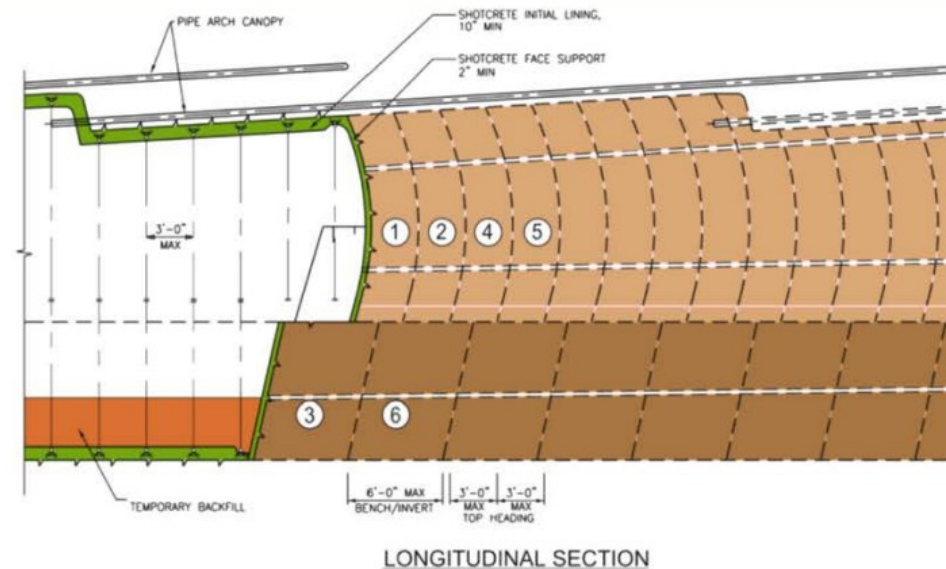 PIPE ARCH CANOPY
SHOTCRETE INITIAL LINING,
10" MIN
SHOTCRETE FACE SUPPORT
2" MIN
3'-0"
MAX
1
2
4
5
3
6
TEMPORARY BACKFILL
6'-0" MAX
BENCH/INVERT
3'-0"
MAX
3'-0"
MAX
TOP HEADING
LONGITUDINAL SECTION